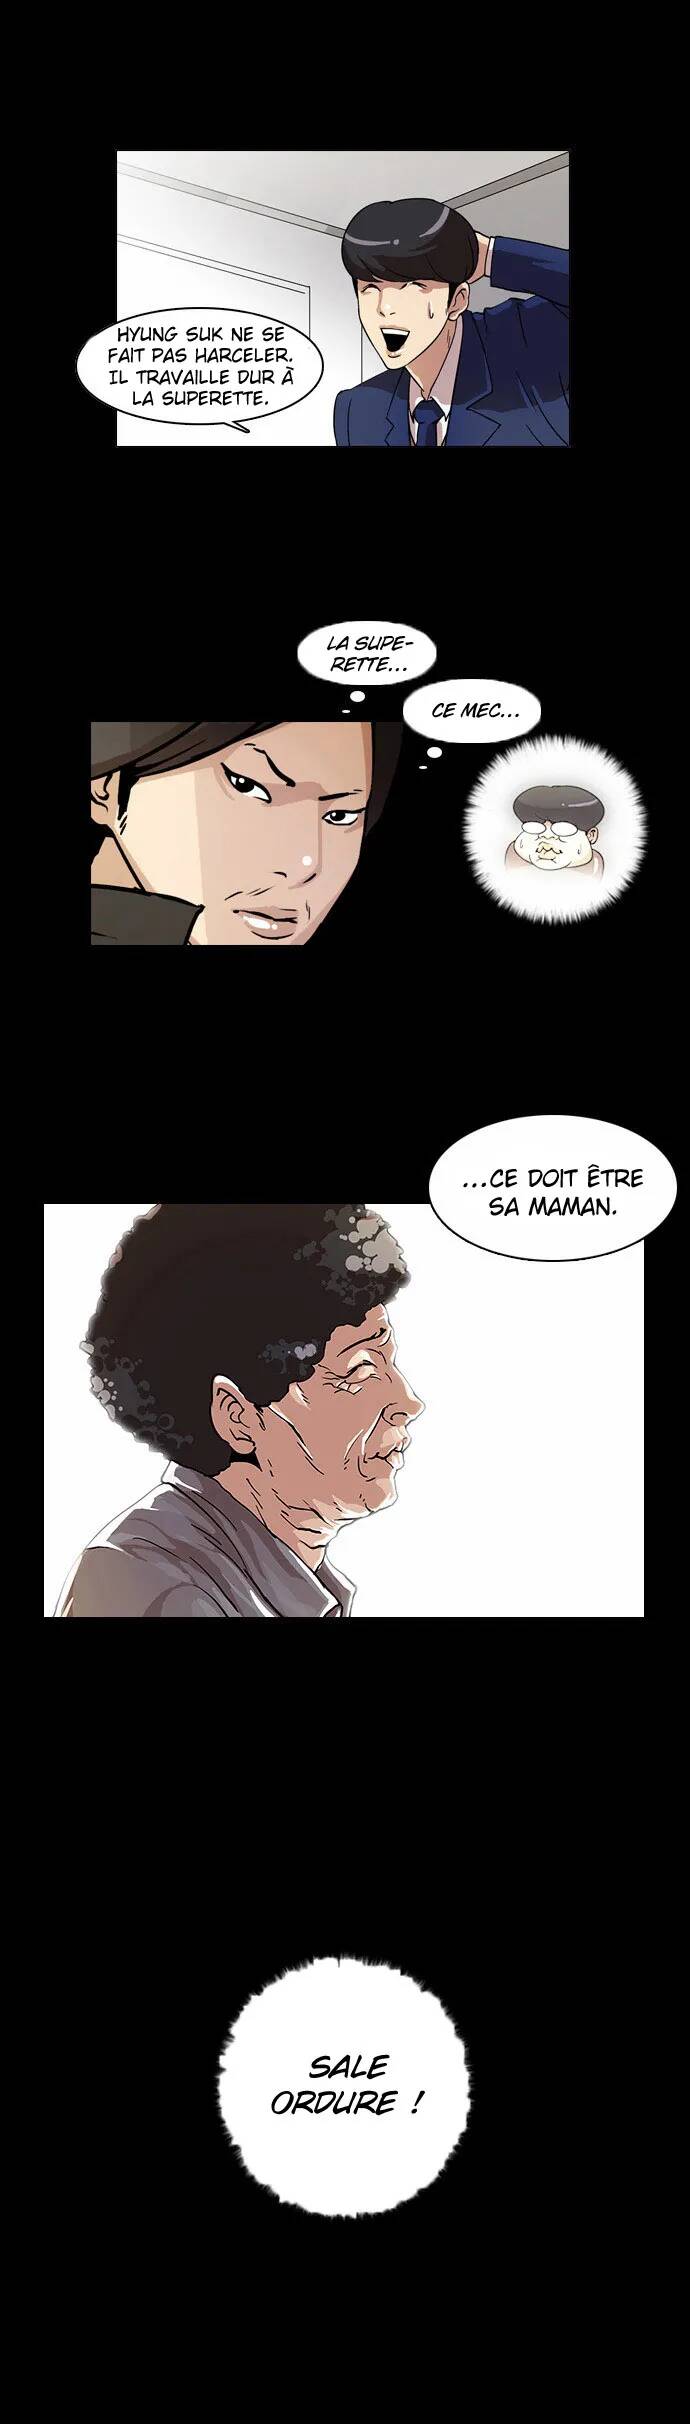 HYUNG SUK NE SE
FAIT PAS HARCELER.
IL TRAVAILLE DUR À
LA SUPERETTE.
LA SUPE-
RETTE...
CE MEC...
...CE DOIT ÊTRE
SA MAMAN.
SALE
ORDURE !